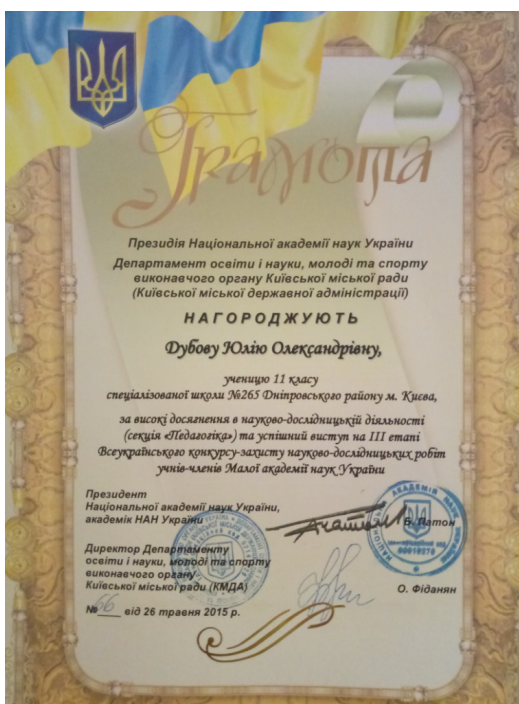 Грамота
Президія Національної академії наук України
Департамент освіти і науки, молоді та спорту
виконавчого органу Київської міської ради
(Київської міської державної адміністрації)
НАГОРОДЖУЮТЬ
Дубову Юлію Олександрівну,
ученицю 11 класу
спеціалізованої школи №265 Дніпровського району м. Києва,
за високі досягнення в науково-дослідницькій діяльності
(секція «Педагогіка») та успішний виступ на ІІІ етапі
Всеукраїнського конкурсу-захисту науково-дослідницьких робіт
учнів-членів Малої академії наук України
Президент
Національної академії наук України,
академік НАН України
Б. Патон
Директор Департаменту
освіти і науки, молоді та спорту
виконавчого органу
Київської міської ради (КМДА)
О. Фіданян
№66 від 26 травня 2015 р.